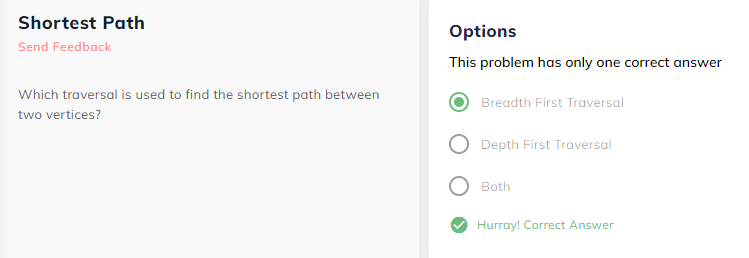 Shortest Path
Send Feedback
Which traversal is used to find the shortest path between
two vertices?
Options
This problem has only one correct answer
Breadth First Traversal
Depth First Traversal
Both
Hurray! Correct Answer